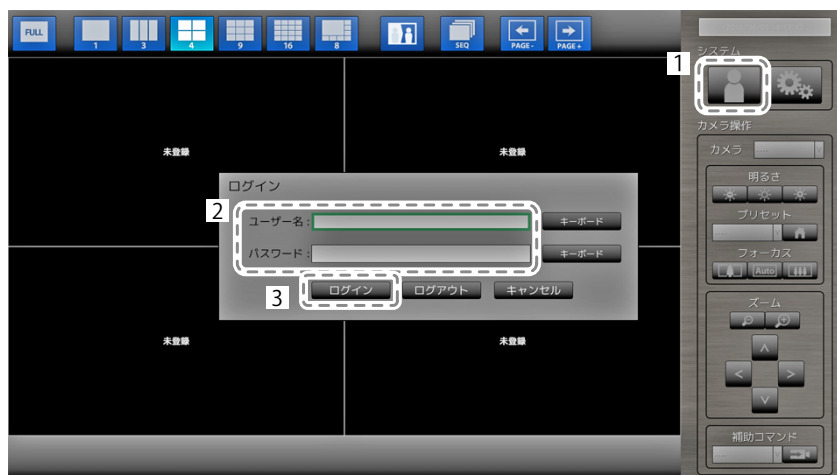 FULL
1
3
4
9
16
8
SEQ
PAGE-
PAGE+
システム
1
カメラ操作
カメラ
----
未登録
未登録
明るさ
プリセット
----
フォーカス
Auto
ログイン
2
ユーザー名 :
キーボード
パスワード :
キーボード
3
ログイン
ログアウト
キャンセル
ズーム
未登録
未登録
補助コマンド
----